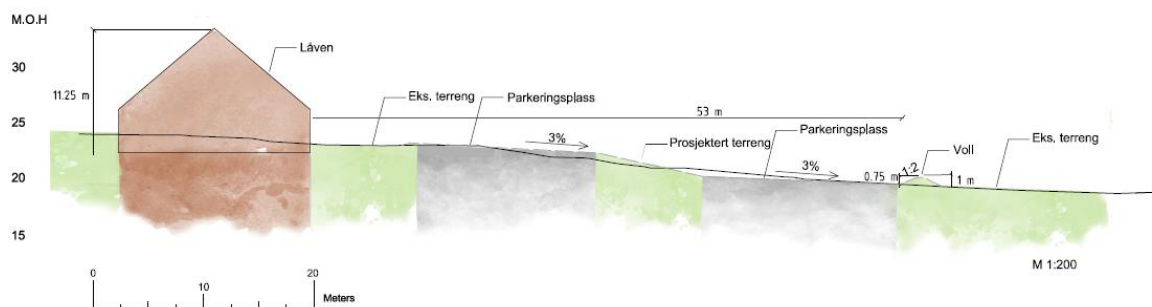 M.O.H
30
25
20
15
11.25 m
Låven
Eks. terreng
Parkeringsplass
3%
53 m
Prosjektert terreng
Parkeringsplass
3%
0.75 m
1:2
Voll
1 m
Eks. terreng
M 1:200
0
10
20
Meters